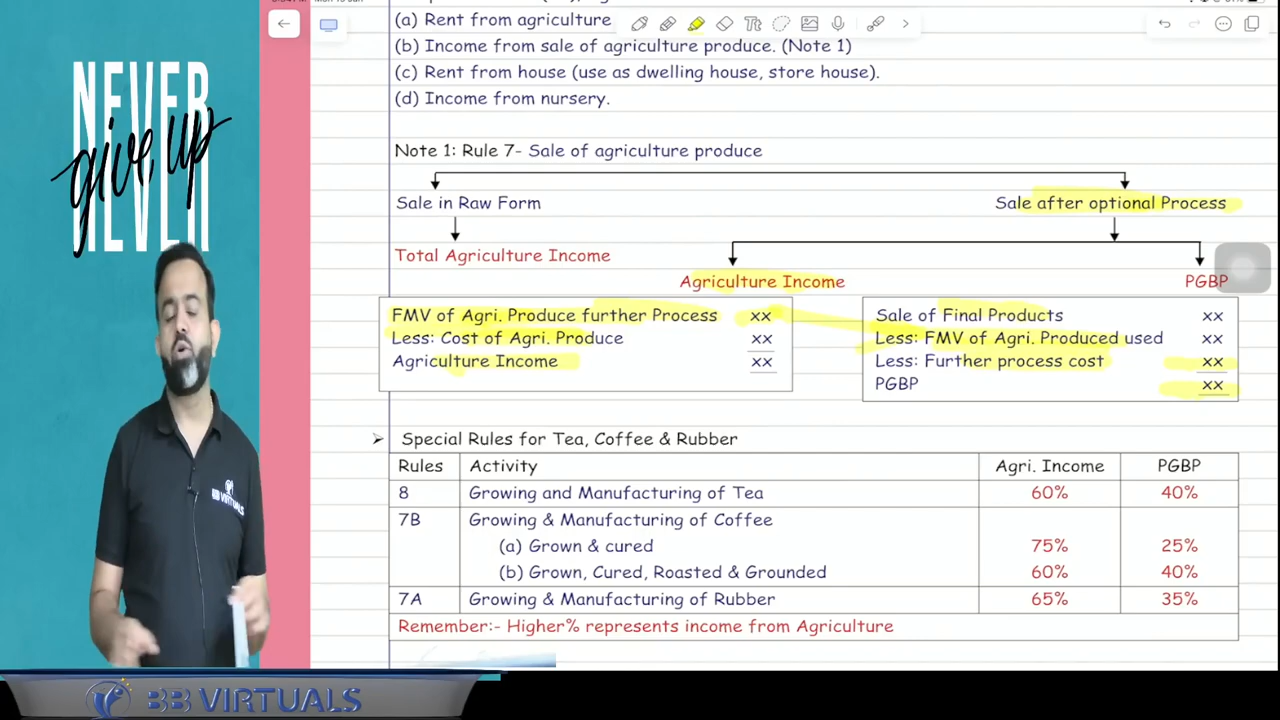 NEVER
give up
NEVER
(a) Rent from agriculture
(b) Income from sale of agriculture produce. (Note 1)
(c) Rent from house (use as dwelling house, store house).
(d) Income from nursery.
Note 1: Rule 7- Sale of agriculture produce
Sale in Raw Form
Sale after optional Process
Total Agriculture Income
Agriculture Income
PGBP
FMV of Agri. Produce further Process xx
Less: Cost of Agri. Produce xx
Agriculture Income xx
Sale of Final Products xx
Less: FMV of Agri. Produced used xx
Less: Further process cost xx
PGBP xx
➢ Special Rules for Tea, Coffee & Rubber
Rules Activity Agri. Income PGBP
8 Growing and Manufacturing of Tea 60% 40%
7B Growing & Manufacturing of Coffee
(a) Grown & cured 75% 25%
(b) Grown, Cured, Roasted & Grounded 60% 40%
7A Growing & Manufacturing of Rubber 65% 35%
Remember:- Higher% represents income from Agriculture
BB VIRTUALS
BB VIRTUALS